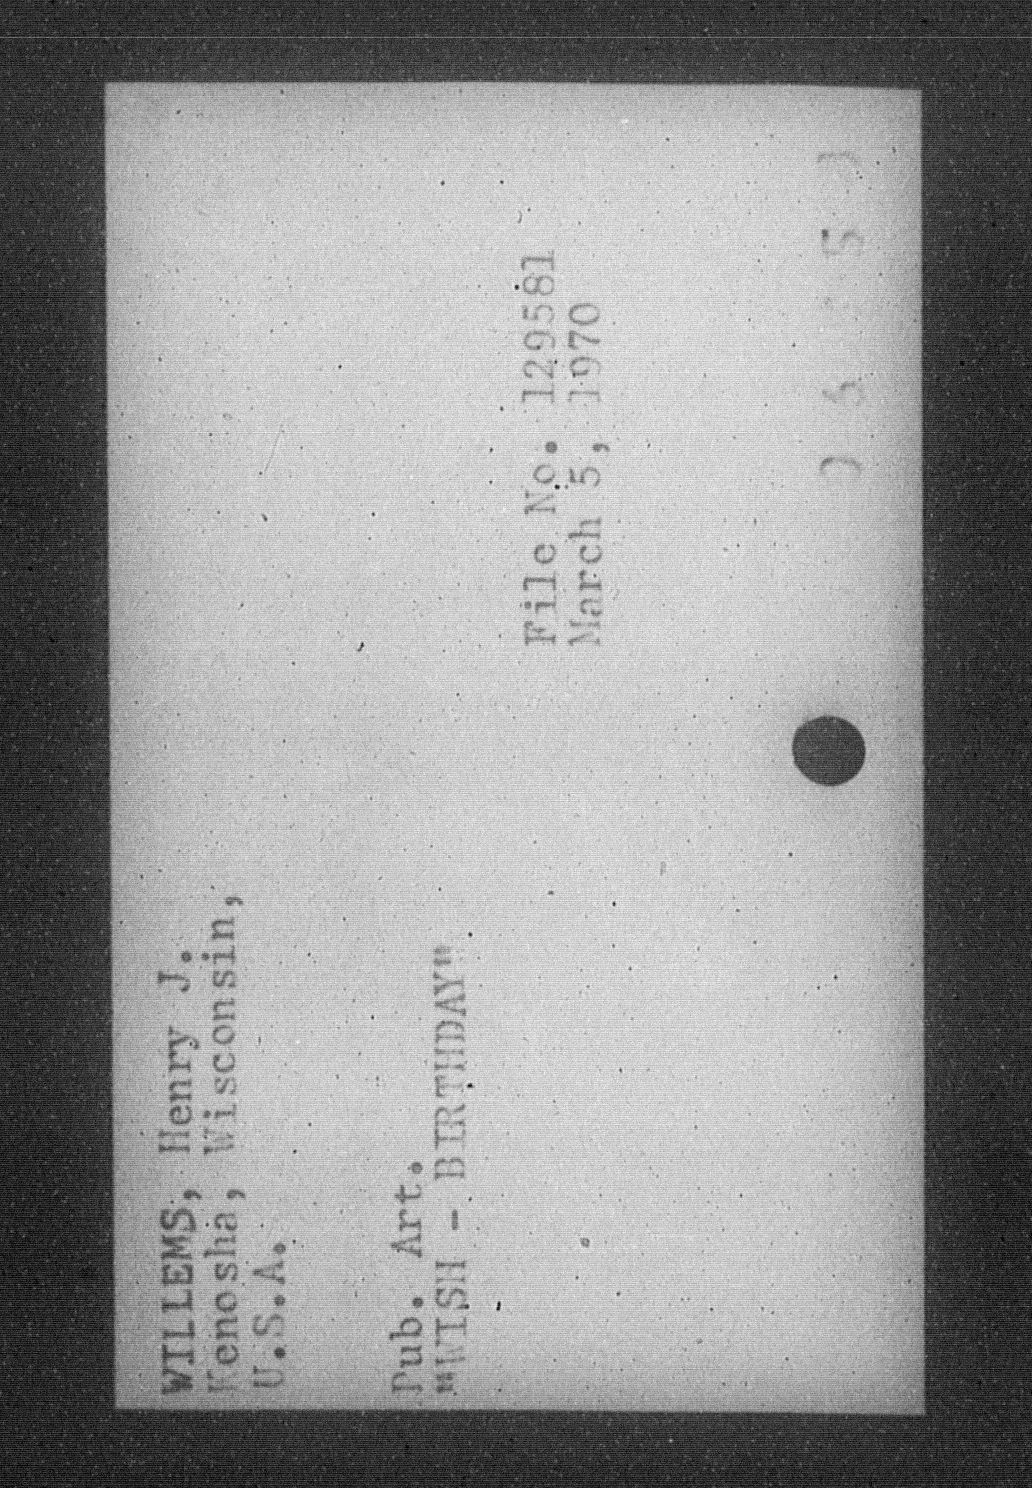 WILLEMS, Henry J.
Kenosha, Wisconsin,
U.S.A.
Pub. Art.
"WISH - BIRTHDAY"
File No. 129581
March 5, 1970